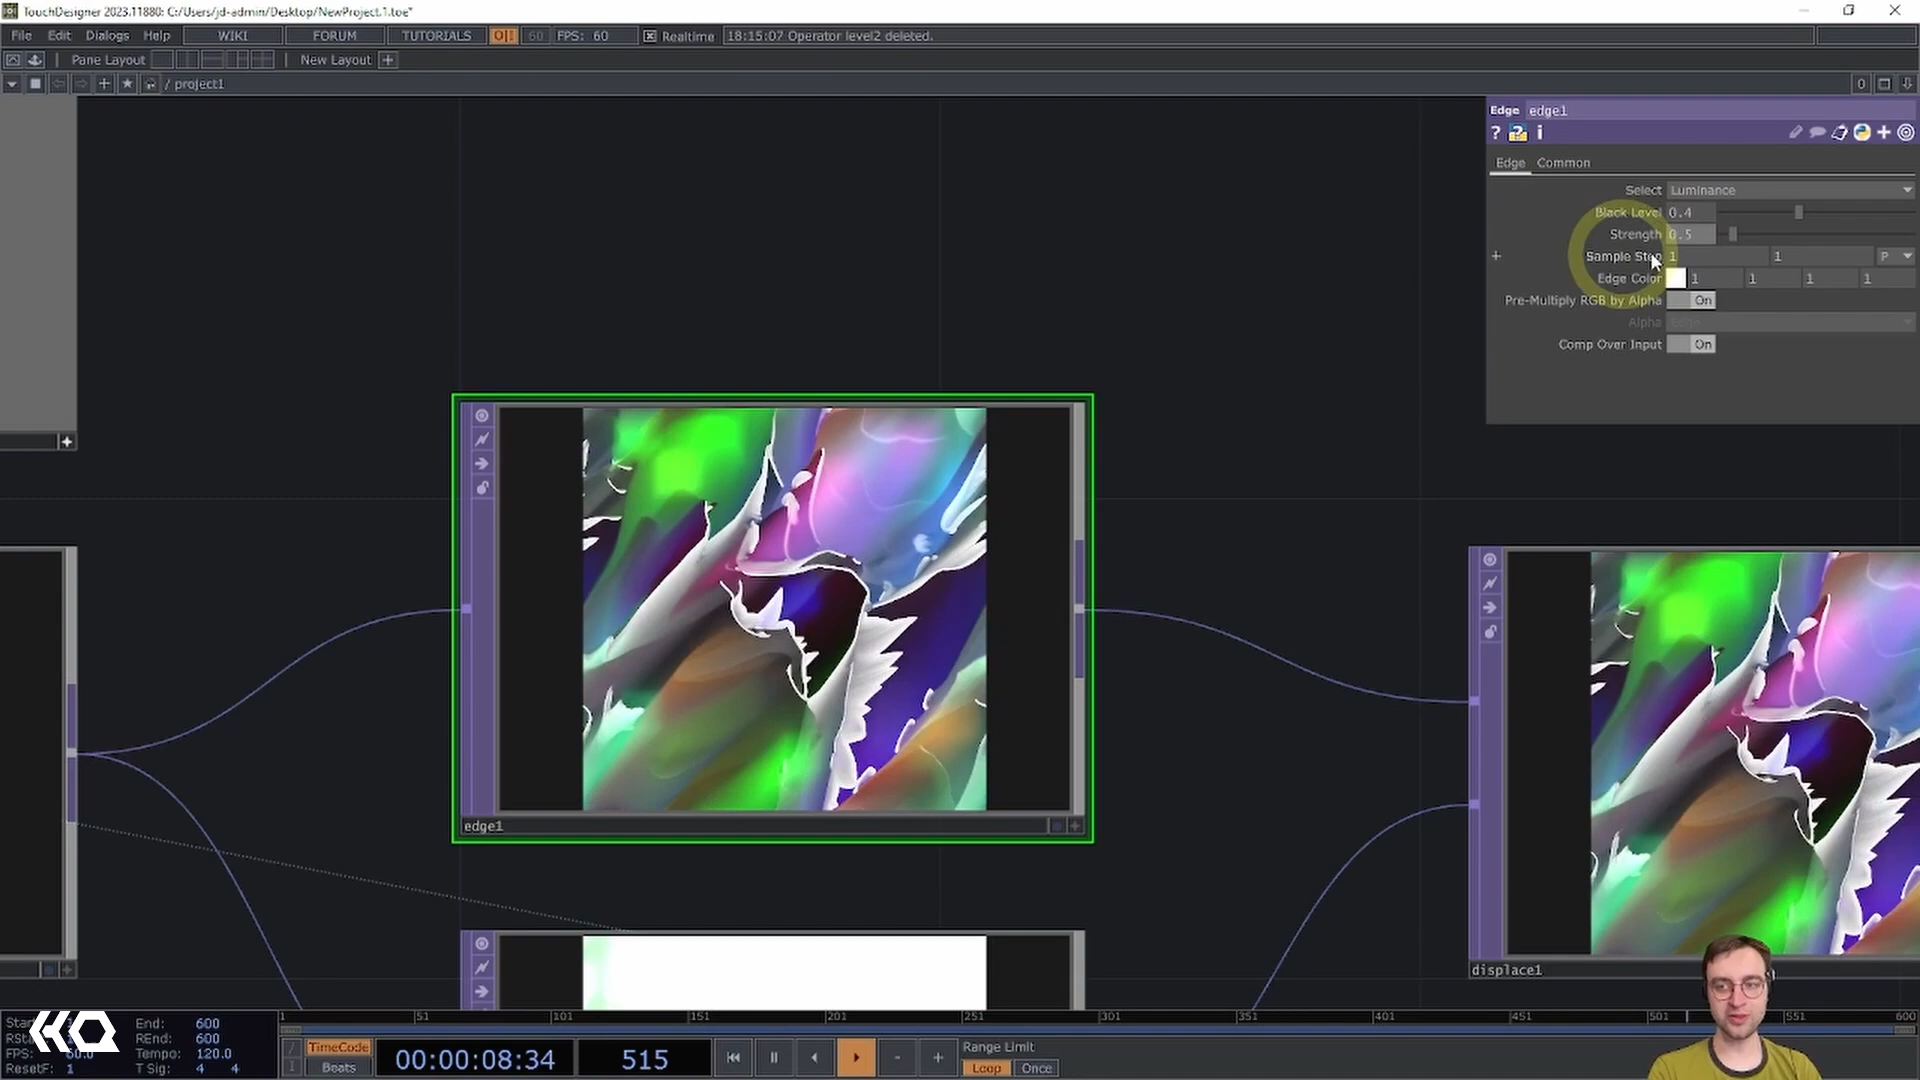 TouchDesigner 2023.11880: C:/Users/jd-admin/Desktop/NewProject.1.toe*
File Edit Dialogs Help WIKI FORUM TUTORIALS O|I 60 FPS: 60 Realtime 18:15:07 Operator level2 deleted.
Pane Layout New Layout +
/ project1 0
Edge edge1
? ? i
Edge Common
Select Luminance
Black Level 0.4
Strength 0.5
+ Sample Step 1 1 P
Edge Color 1 1 1 1
Pre-Multiply RGB by Alpha On
Alpha Edge
Comp Over Input On
edge1
displace1
1 51 101 151 201 251 301 351 401 451 501 551 600
End: 600
REnd: 600
FPS: 60.0 Tempo: 120.0
ResetF: 1 T Sig: 4 4
TimeCode
Beats
00:00:08:34
515
Range Limit
Loop Once